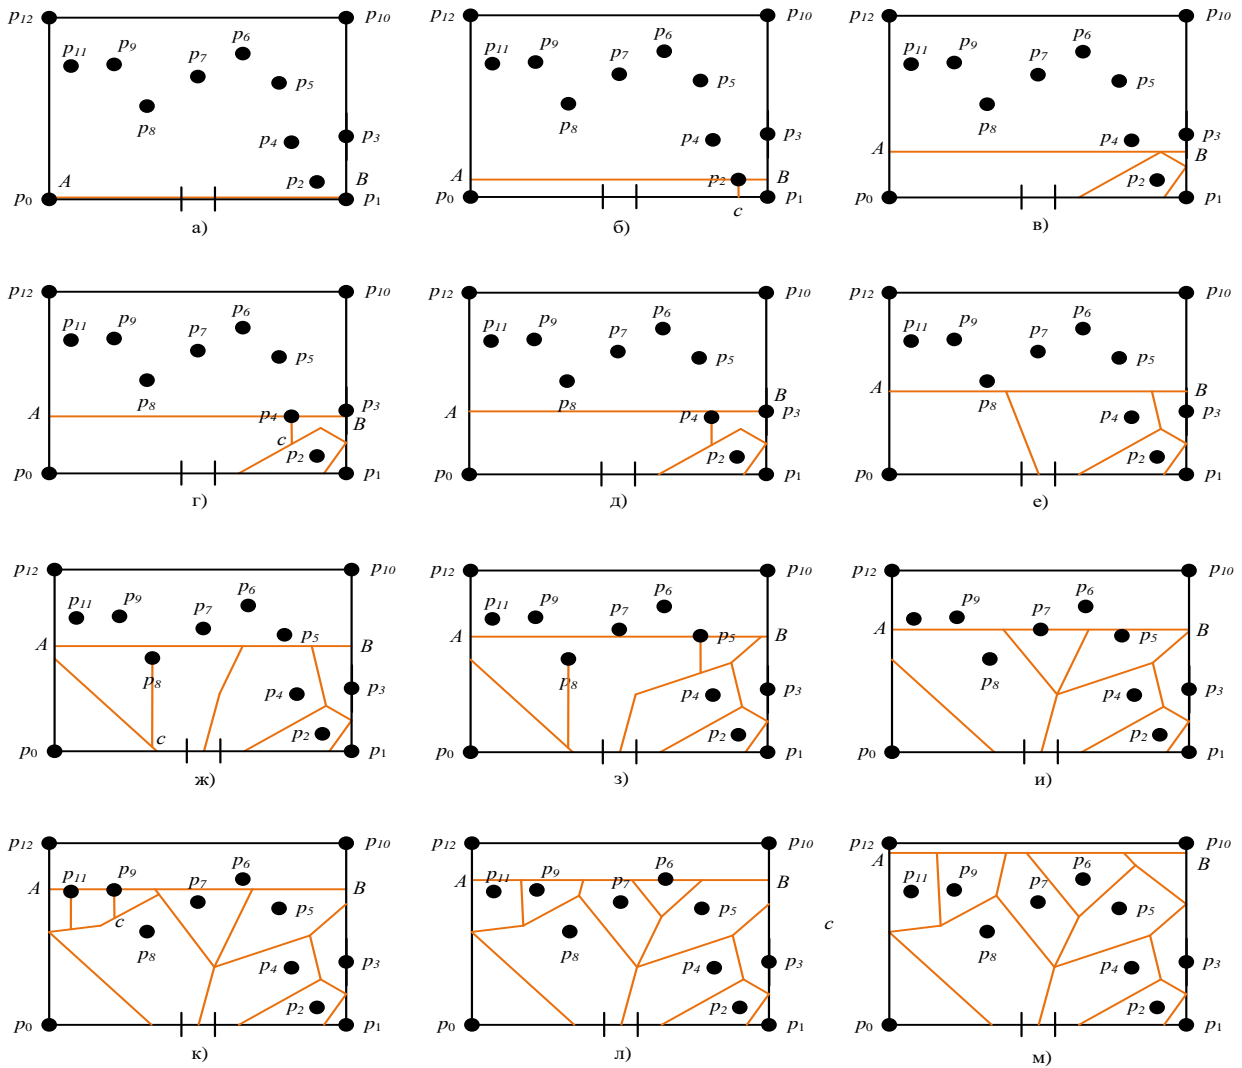 p12 p10 p12 p10 p12 p10
p11 p9 p7 p6 p11 p9 p7 p6 p11 p9 p7 p6
p5 p5 p5
p8 p4 p3 p8 p4 p3 p8 p4 p3
A p2 B A p2 B A p2 B
p0 p1 p0 c p1 p0 p1
а) б) в)
p12 p10 p12 p10 p12 p10
p11 p9 p7 p6 p11 p9 p7 p6 p11 p9 p7 p6
p5 p5 p5
A p8 p4 p3 A p8 p4 B p3 A p8 p4 B p3
c p2 B p2 p2
p0 p1 p0 p1 p0 p1
г) д) е)
p12 p10 p12 p10 p12 p10
p11 p9 p7 p6 p11 p9 p7 p6 p9 p7 p6
A p5 B A p5 B A p5 B
p8 p4 p3 p8 p4 p3 p8 p4 p3
p0 c p2 p1 p0 p2 p1 p0 p2 p1
ж) з) и)
p12 p10 p12 p10 p12 p10
A p11 p9 p7 p6 B A p11 p9 p7 p6 B A p11 p9 p7 p6 B
c p8 p5 p8 p5 c p8 p5
p4 p3 p4 p3 p4 p3
p0 p2 p1 p0 p2 p1 p0 p2 p1
к) л) м)